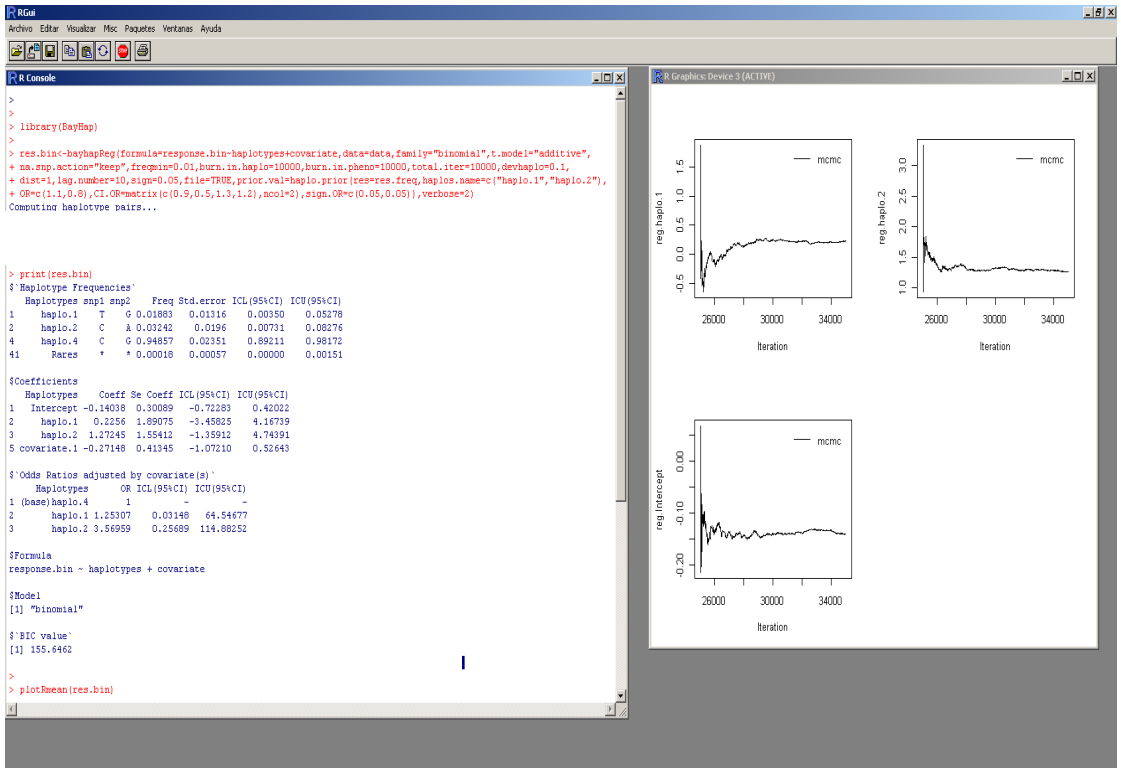 RGui
Archivo Editar Visualizar Misc Paquetes Ventanas Ayuda
STOP
R Console
>
>
> library(BayHap)
>
> res.bin<-bayhapReg(formula=response.bin~haplotypes+covariate,data=data,family="binomial",t.model="additive",
+ na.snp.action="keep",freqmin=0.01,burn.in.haplo=10000,burn.in.pheno=10000,total.iter=10000,devhaplo=0.1,
+ dist=1,lag.number=10,sign=0.05,file=TRUE,prior.val=haplo.prior(res=res.freq,haplos.name=c("haplo.1","haplo.2"),
+ OR=c(1.1,0.8),CI.OR=matrix(c(0.9,0.5,1.3,1.2),ncol=2),sign.OR=c(0.05,0.05)),verbose=2)
Computing haplotype pairs...
> print(res.bin)
$`Haplotype Frequencies`
Haplotypes snp1 snp2 Freq Std.error ICL(95%CI) ICU(95%CI)
1 haplo.1 T G 0.01883 0.01316 0.00350 0.05278
2 haplo.2 C A 0.03242 0.0196 0.00731 0.08276
4 haplo.4 C G 0.94857 0.02351 0.89211 0.98172
41 Rares * * 0.00018 0.00057 0.00000 0.00151
$Coefficients
Haplotypes Coeff Se Coeff ICL(95%CI) ICU(95%CI)
1 Intercept -0.14038 0.30089 -0.72283 0.42022
2 haplo.1 0.2256 1.89075 -3.45825 4.16739
3 haplo.2 1.27245 1.55412 -1.35912 4.74391
5 covariate.1 -0.27148 0.41345 -1.07210 0.52643
$`Odds Ratios adjusted by covariate(s)`
Haplotypes OR ICL(95%CI) ICU(95%CI)
1 (base)haplo.4 1 - -
2 haplo.1 1.25307 0.03148 64.54677
3 haplo.2 3.56959 0.25689 114.88252
$Formula
response.bin ~ haplotypes + covariate
$Model
[1] "binomial"
$`BIC value`
[1] 155.6462
>
> plotRmean(res.bin)
R Graphics: Device 3 (ACTIVE)
mcmc
reg.haplo.1
1.5
1.0
0.5
0.0
-0.5
26000 30000 34000
Iteration
mcmc
reg.haplo.2
3.0
2.5
2.0
1.5
1.0
26000 30000 34000
Iteration
mcmc
reg.Intercept
0.00
-0.10
-0.20
26000 30000 34000
Iteration